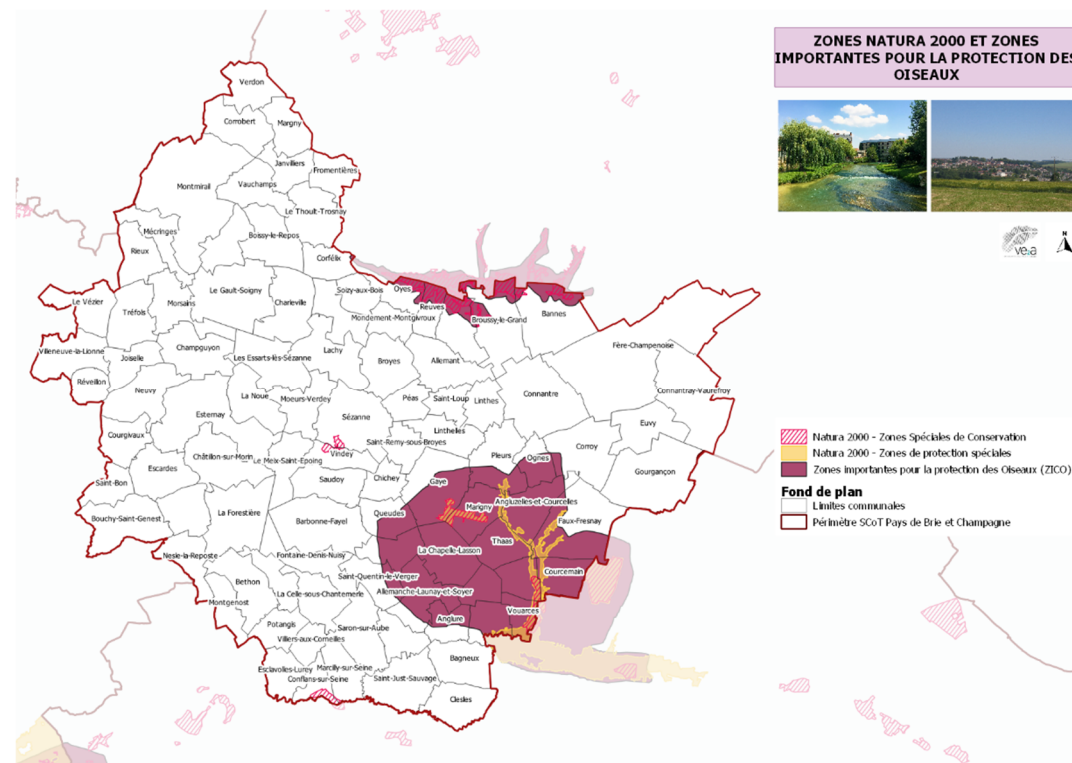 ZONES NATURA 2000 ET ZONES
IMPORTANTES POUR LA PROTECTION DES
OISEAUX
N
Verdon
Corrobert
Margny
Janvilliers
Fromentières
Montmirail
Vauchamps
Le Thoult-Trosnay
Mécringes
Boissy-le-Repos
Rieux
Corfélix
Le Gault-Soigny
Soizy-aux-Bois
Oyes
Le Vézier
Morsains
Charleville
Reuves
Tréfols
Mondement-Montgivroux
Broussy-le-Grand
Bannes
Villeneuve-la-Lionne
Joiselle
Champguyon
Les Essarts-lès-Sézanne
Lachy
Broyes
Allemant
Fère-Champenoise
Réveillon
Neuvy
La Noue
Moeurs-Verdey
Péas
Saint-Loup
Linthes
Connantre
Connantray-Vaurefroy
Esternay
Sézanne
Courgivaux
Linthelles
Euvy
Saint-Remy-sous-Broyes
Corroy
Châtillon-sur-Morin
Le Meix-Saint-Epoing
Vindey
Pleurs
Ognes
Escardes
Gourgançon
Saint-Bon
Saudoy
Chichey
Gaye
Bouchy-Saint-Genest
La Forestière
Barbonne-Fayel
Queudes
Marigny
Angluzelles-et-Courcelles
Faux-Fresnay
Thaas
Nesle-la-Reposte
Fontaine-Denis-Nuisy
La Chapelle-Lasson
Bethon
Saint-Quentin-le-Verger
Courcemain
La Celle-sous-Chantemerle
Allemanche-Launay-et-Soyer
Montgenost
Vouarces
Potangis
Saron-sur-Aube
Anglure
Villiers-aux-Corneilles
Bagneux
Esclavolles-Lurey
Marcilly-sur-Seine
Conflans-sur-Seine
Saint-Just-Sauvage
Clesles
Natura 2000 - Zones Spéciales de Conservation
Natura 2000 - Zones de protection spéciales
Zones importantes pour la protection des Oiseaux (ZICO)
Fond de plan
Limites communales
Périmètre SCoT Pays de Brie et Champagne